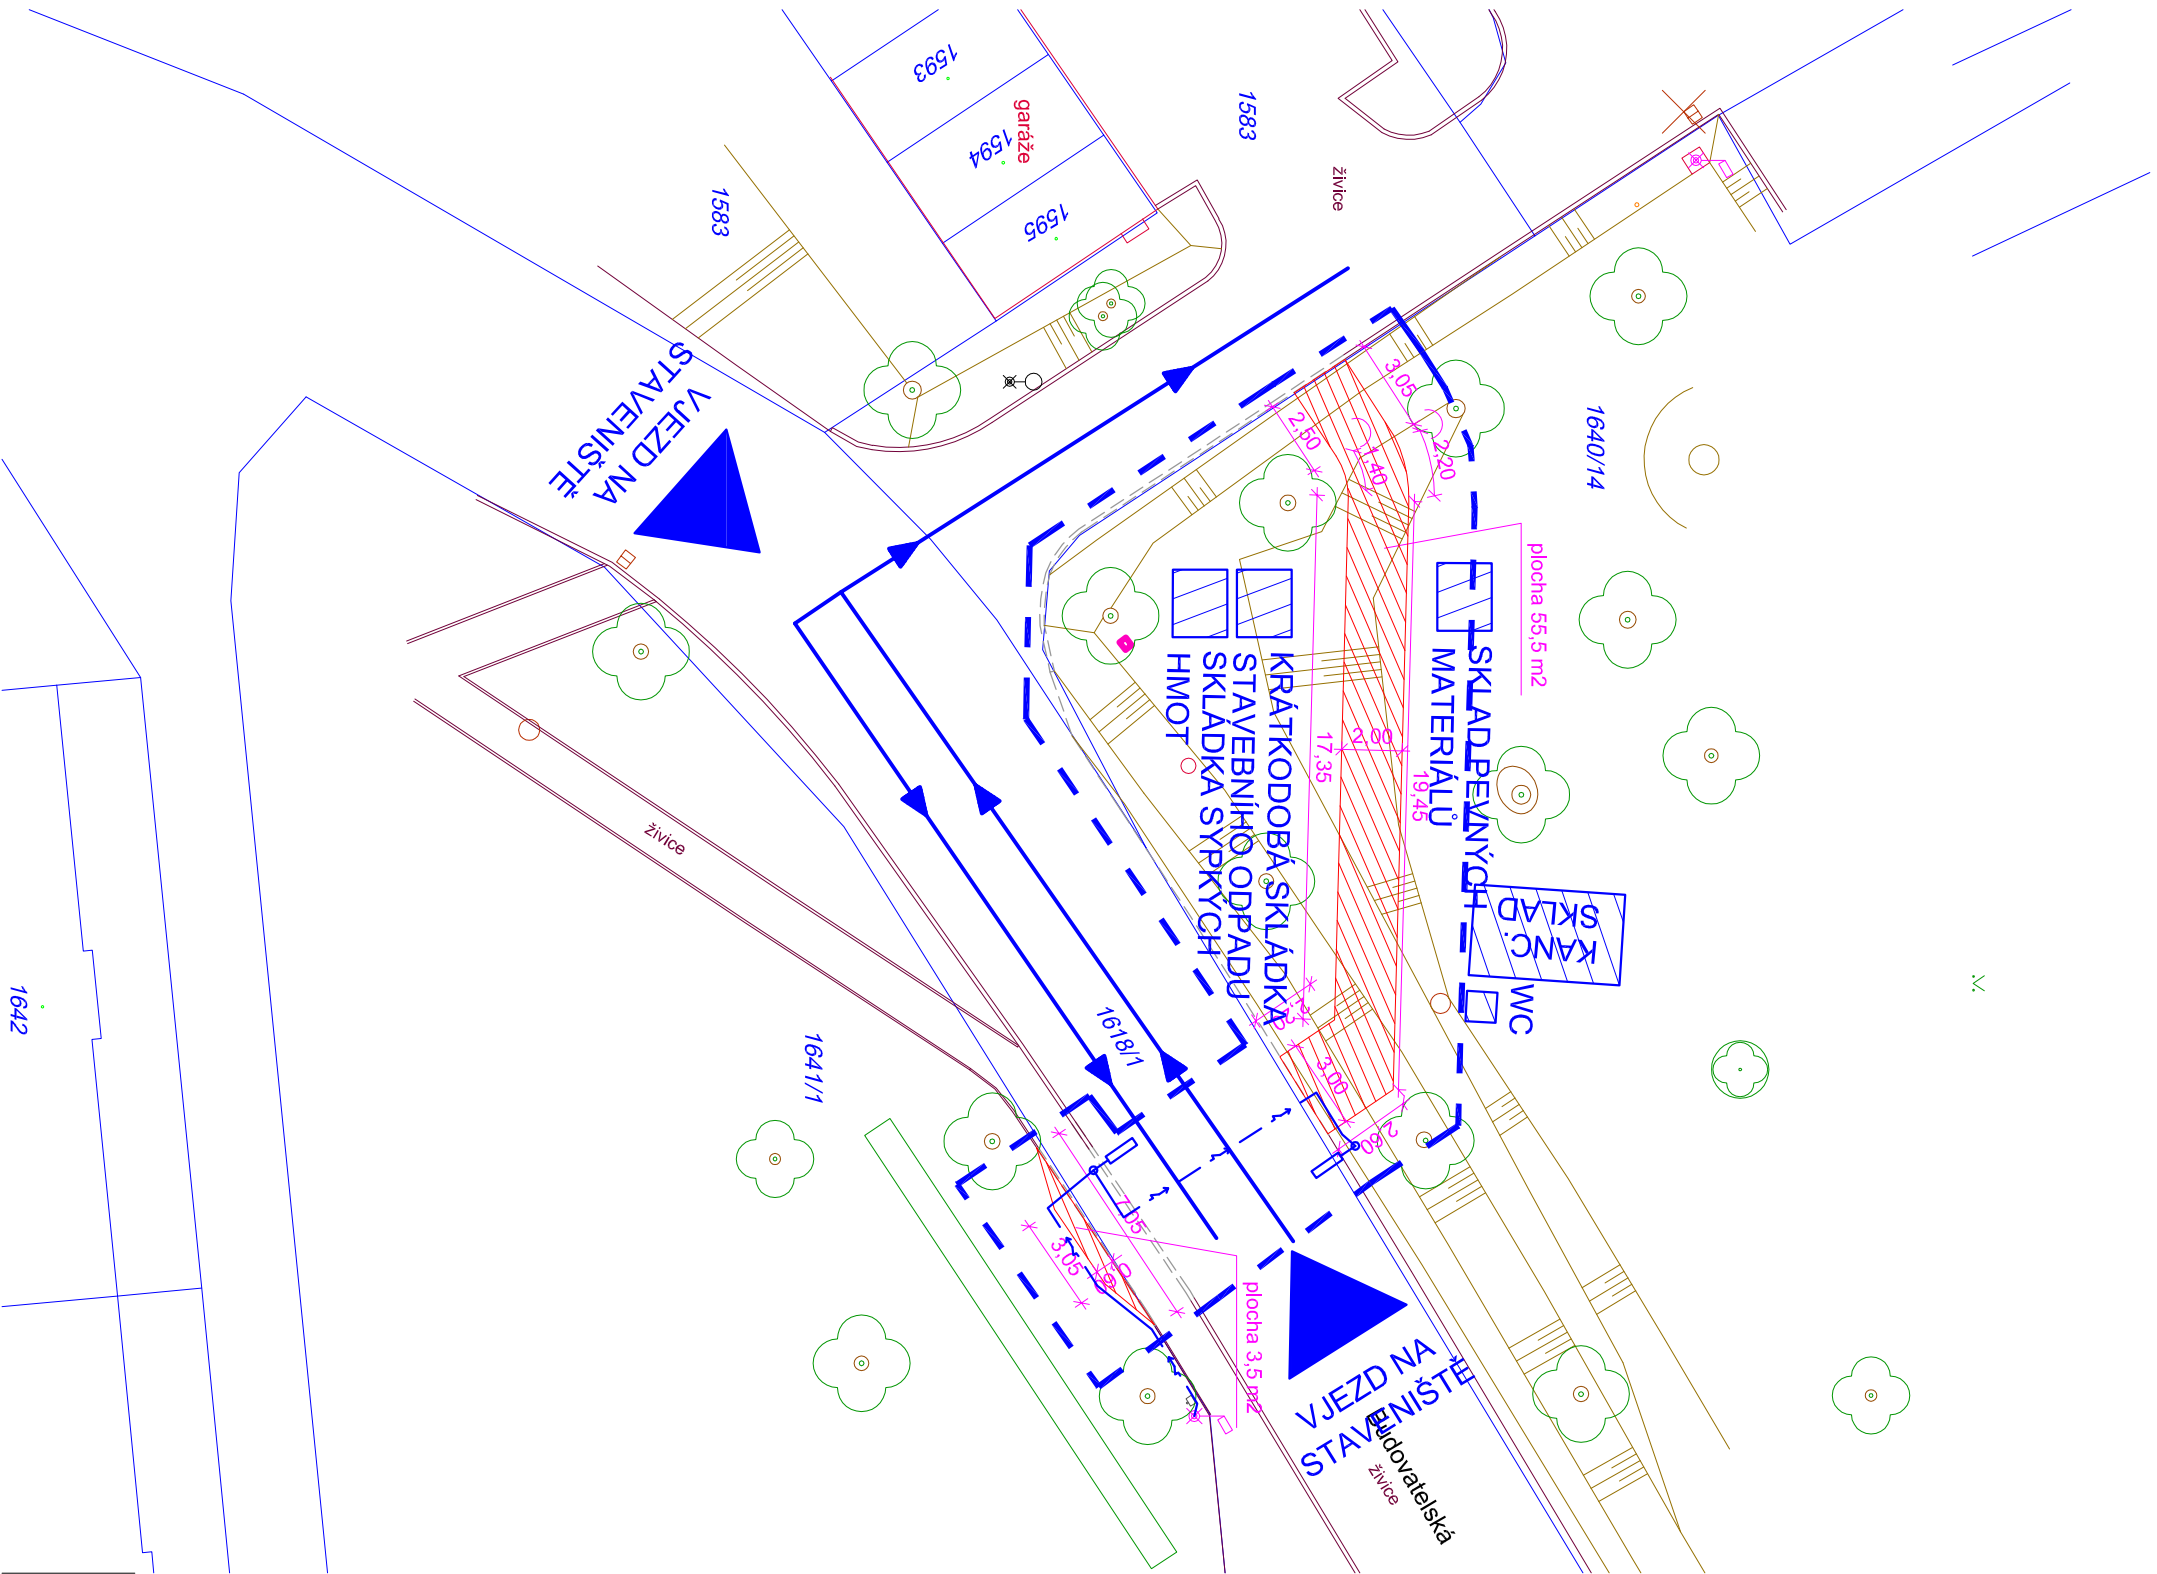 1593
garáže
1594
1595
1583
živice
1583
VJEZD NA
STAVENIŠTĚ
3,05
2,50
2,20
1,40
1640/14
plocha 55,5 m2
KRÁTKODOBÁ SKLÁDKA
STAVEBNÍHO ODPADU
SKLÁDKA SYPKÝCH
HMOT
SKLAD PEVNÝCH
MATERIÁLŮ
17,35
2.00
19,45
KANC.
SKLAD
WC
živice
1618/1
1642
1641/1
3,00
2,60
7,05
3,05
plocha 3,5 m2
VJEZD NA
STAVENIŠTĚ
Budovatelská
živice